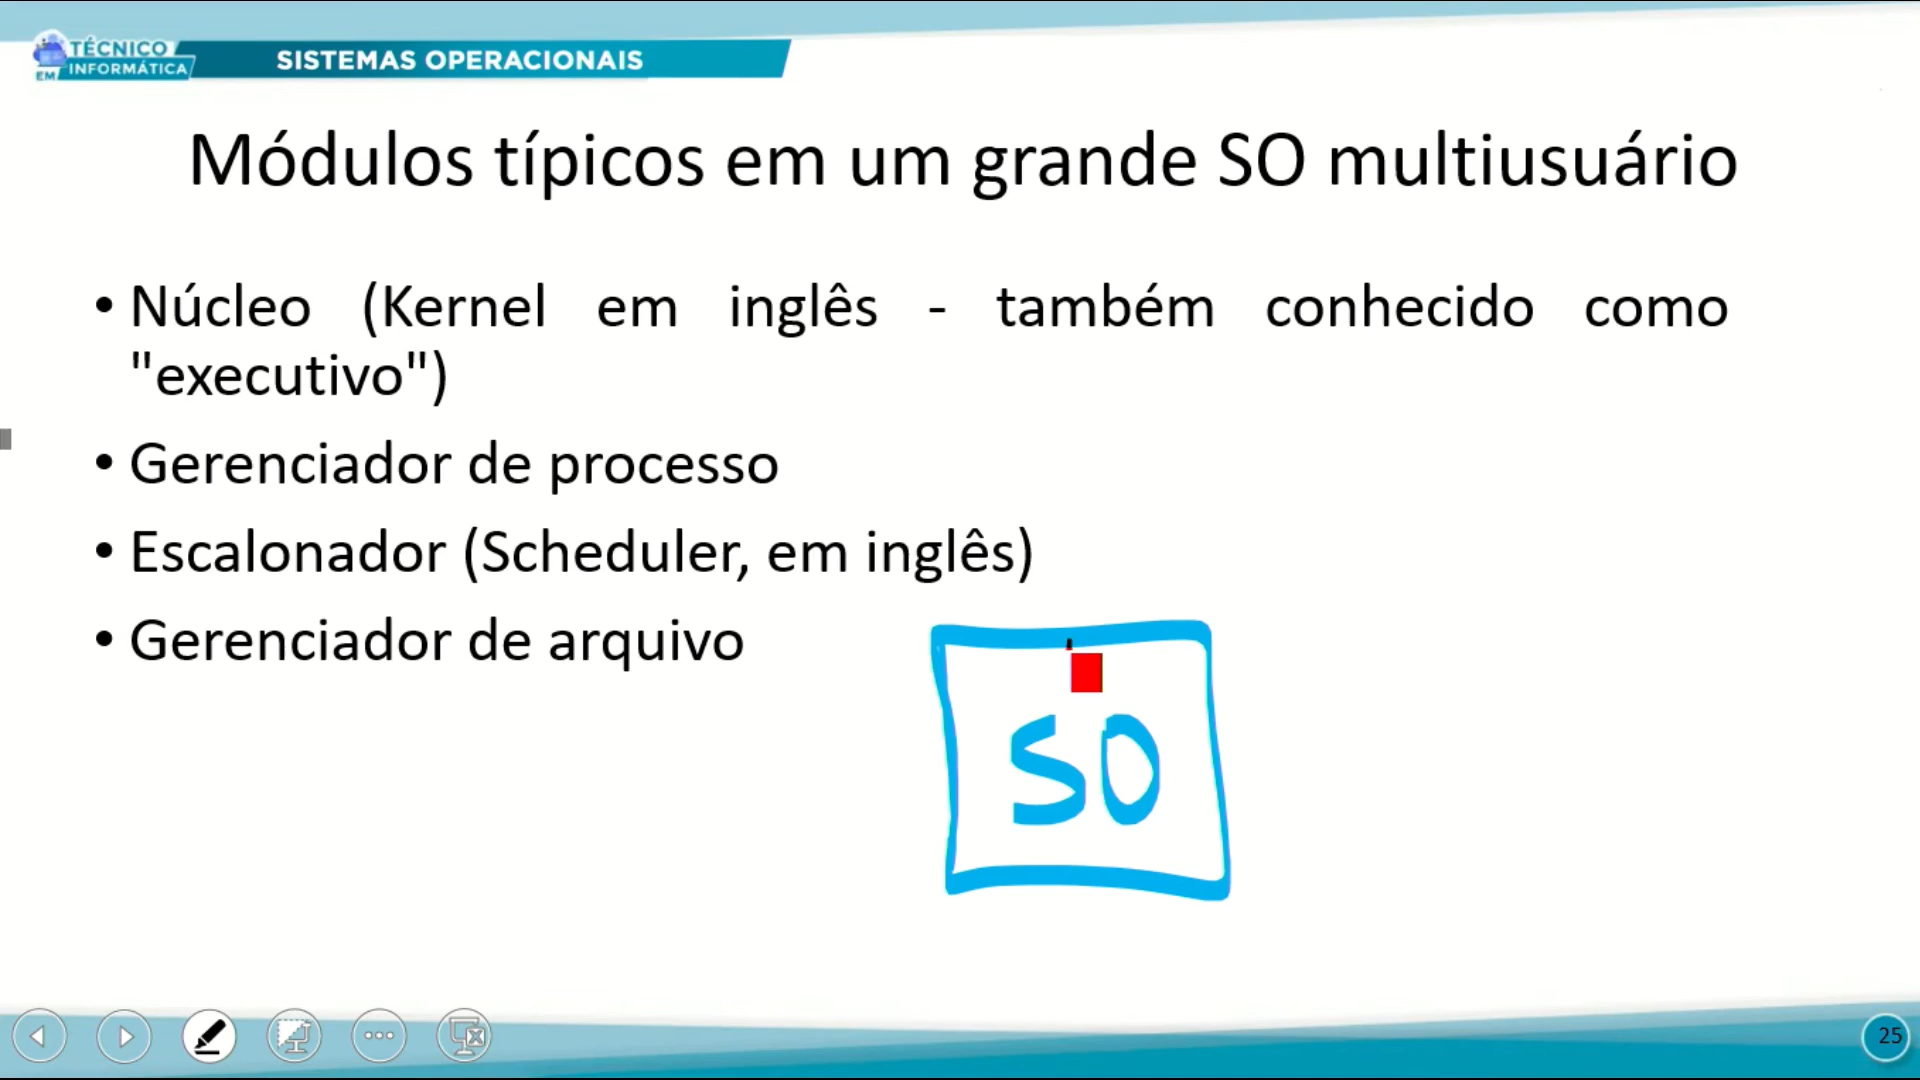 TÉCNICO
EM INFORMÁTICA
SISTEMAS OPERACIONAIS
Módulos típicos em um grande SO multiusuário
• Núcleo (Kernel em inglês - também conhecido como
"executivo")
• Gerenciador de processo
• Escalonador (Scheduler, em inglês)
• Gerenciador de arquivo
SO
25